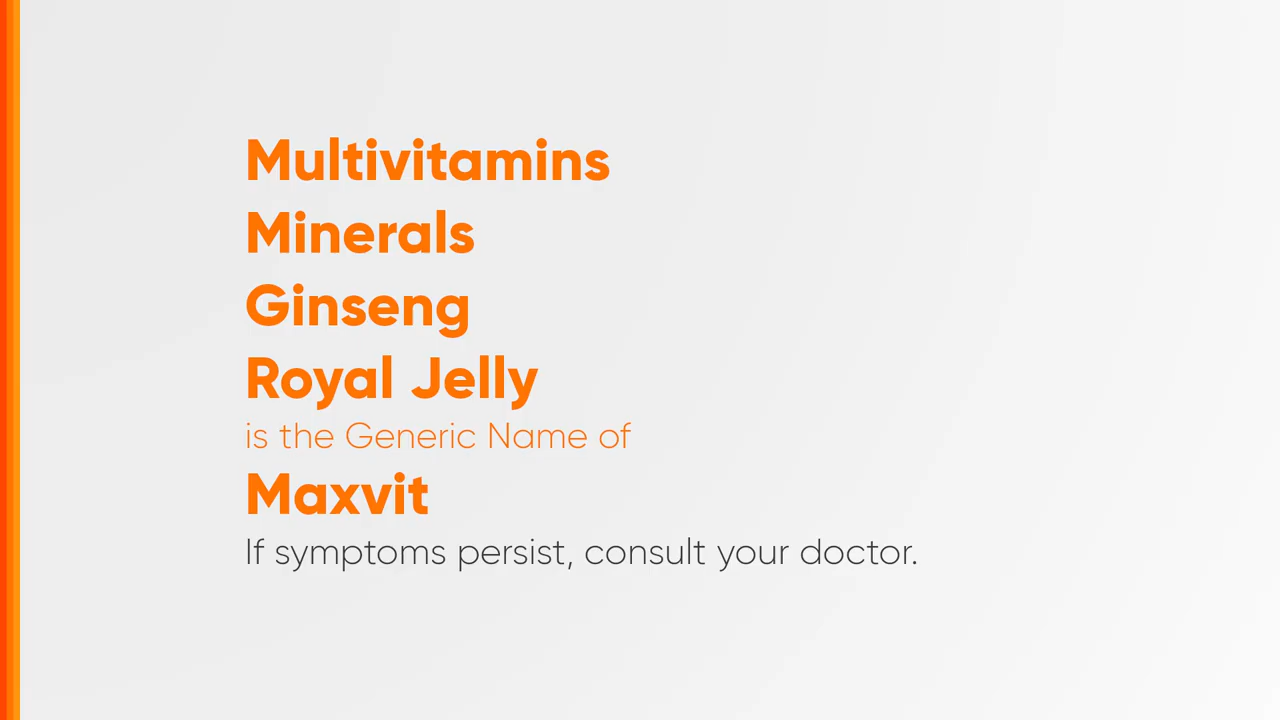 Multivitamins
Minerals
Ginseng
Royal Jelly
is the Generic Name of
Maxvit
If symptoms persist, consult your doctor.